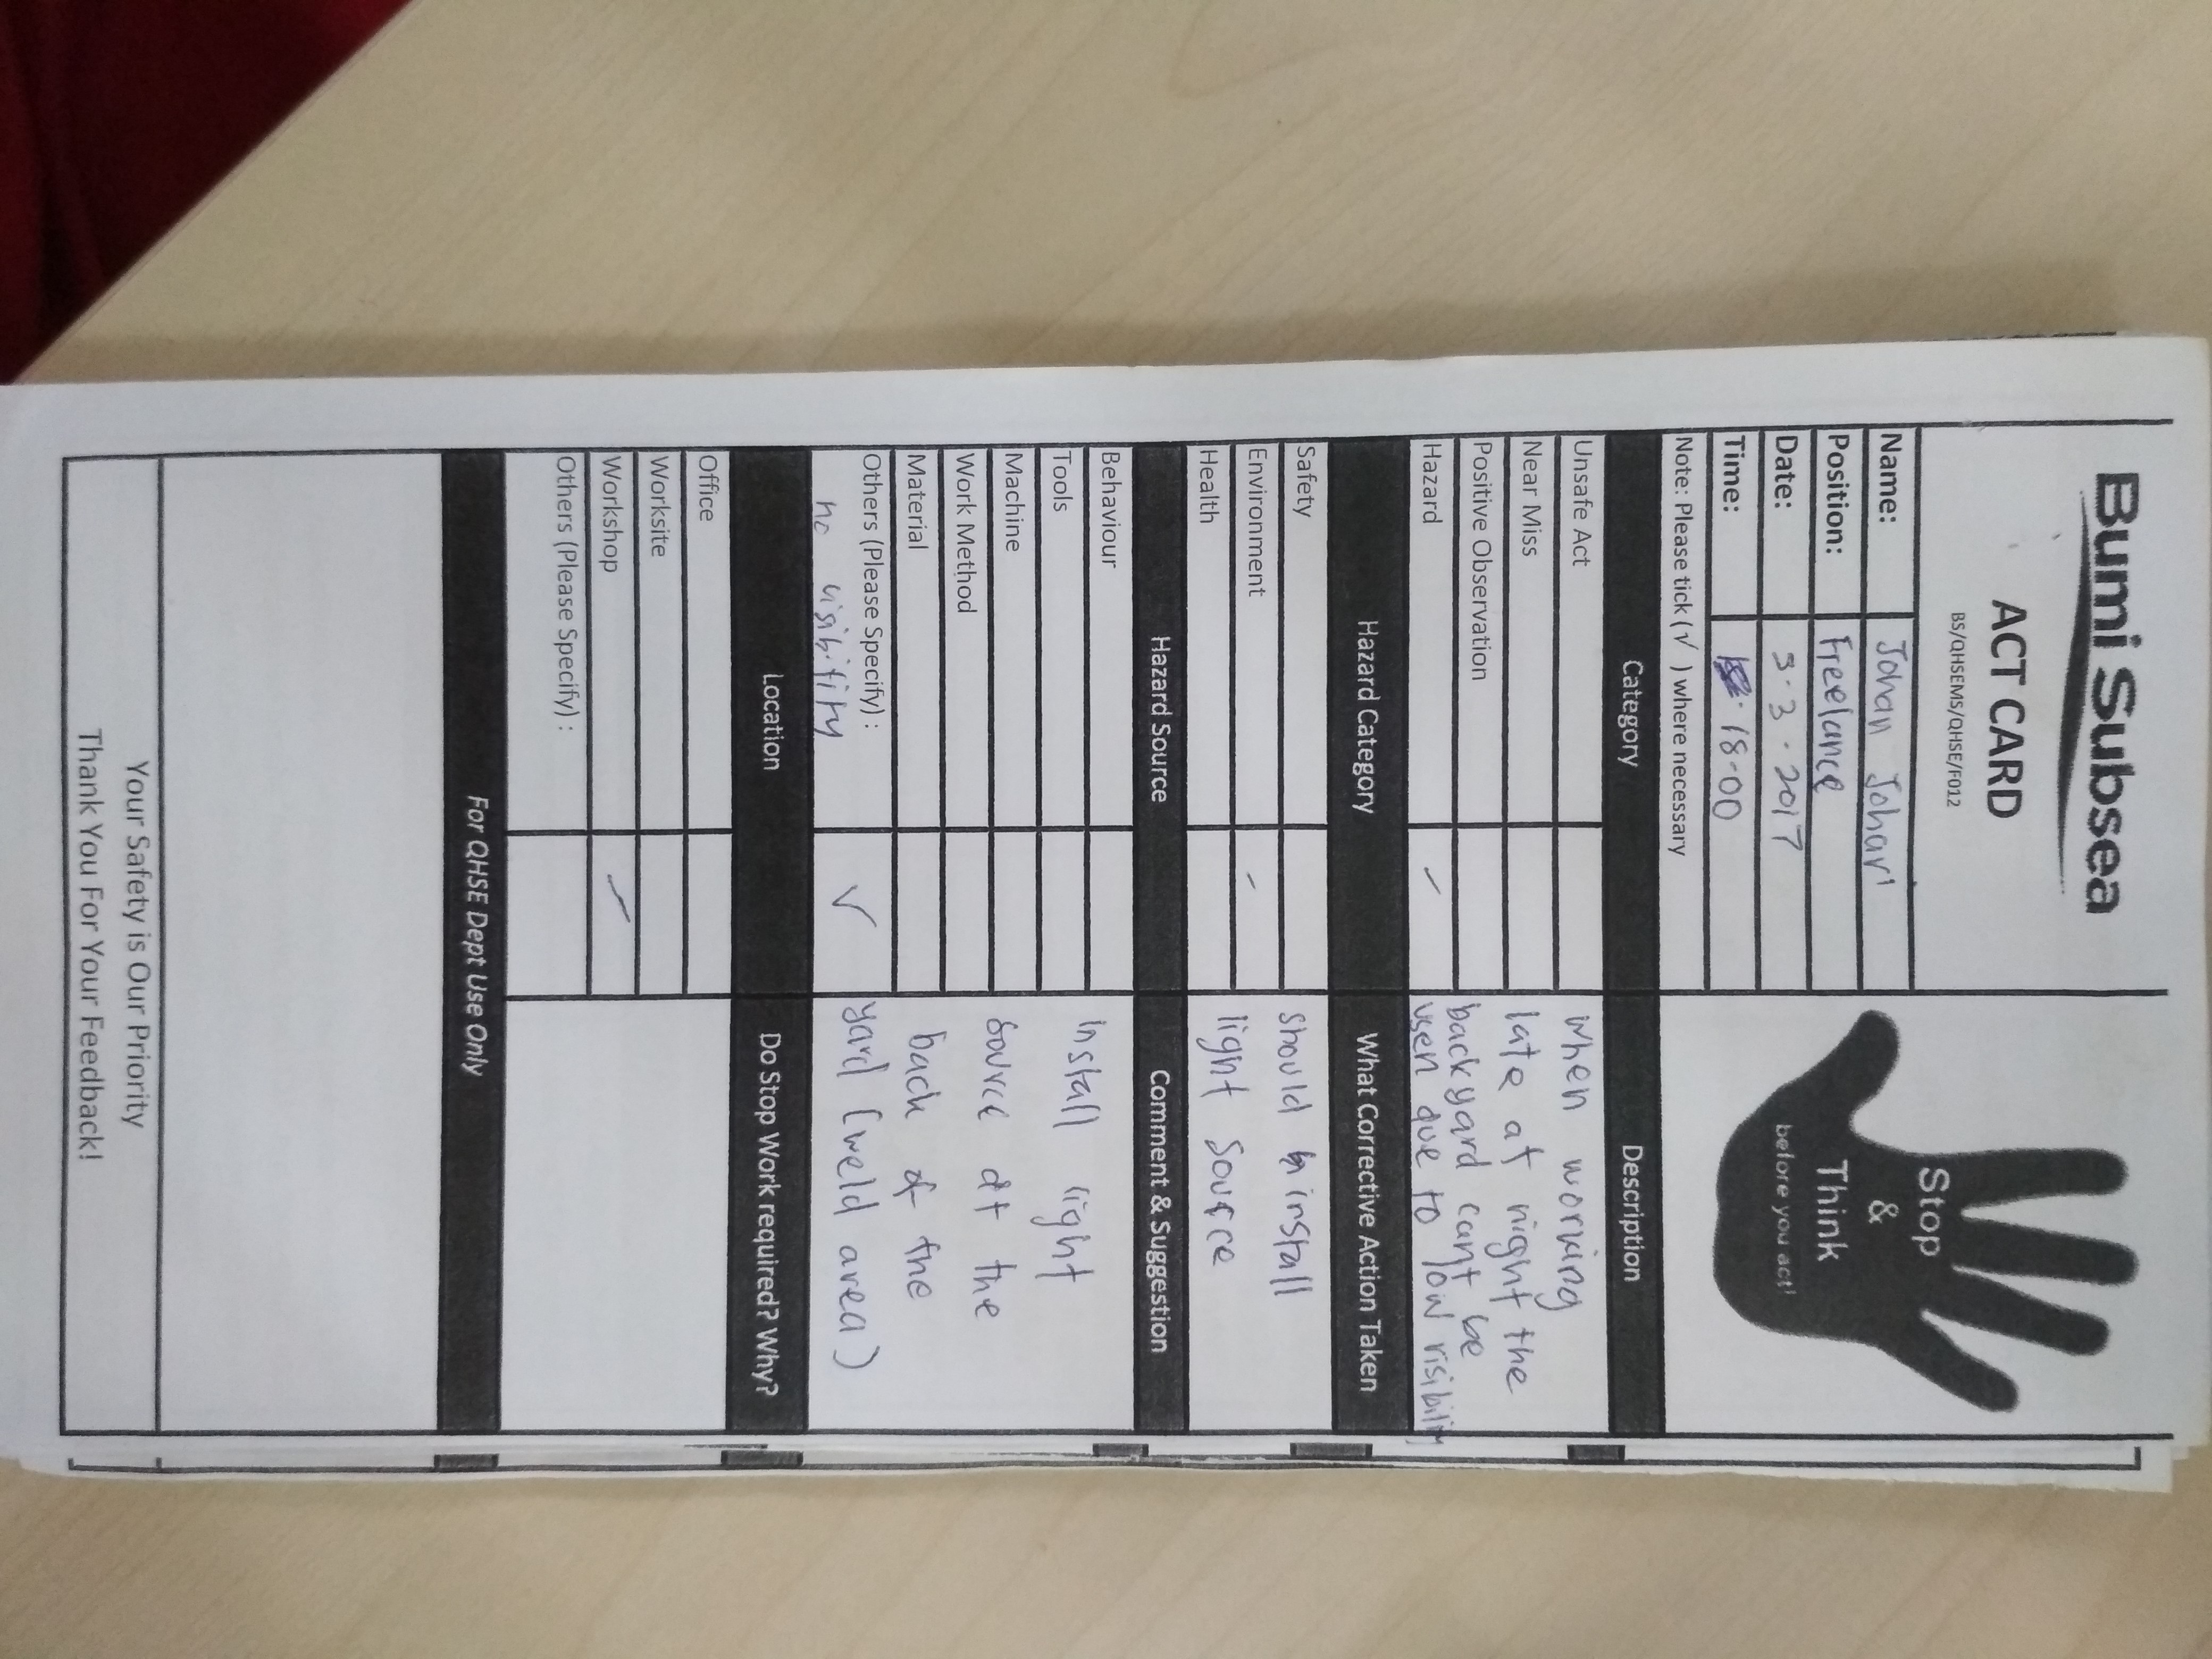 Bumi Subsea
ACT CARD
BS/QHSEMS/QHSE/F012
Stop
&
Think
before you act!
Name: Johan Johari
Position: Freelance
Date: 3.3.2017
Time: 18-00
Note: Please tick (√ ) where necessary
Category
Unsafe Act
Near Miss
Positive Observation
Hazard ✓
Description
when working
late at night the
backyard cant be
usen due to low visibility
Hazard Category
Safety
Environment ✓
Health
What Corrective Action Taken
should install
light source
Hazard Source
Behaviour
Tools
Machine
Work Method
Material
Others (Please Specify) : √
no visibility
Comment & Suggestion
install light
source at the
back of the
yard (weld area)
Location
Office
Worksite
Workshop ✓
Others (Please Specify) :
Do Stop Work required? Why?
For QHSE Dept Use Only
Your Safety is Our Priority
Thank You For Your Feedback!